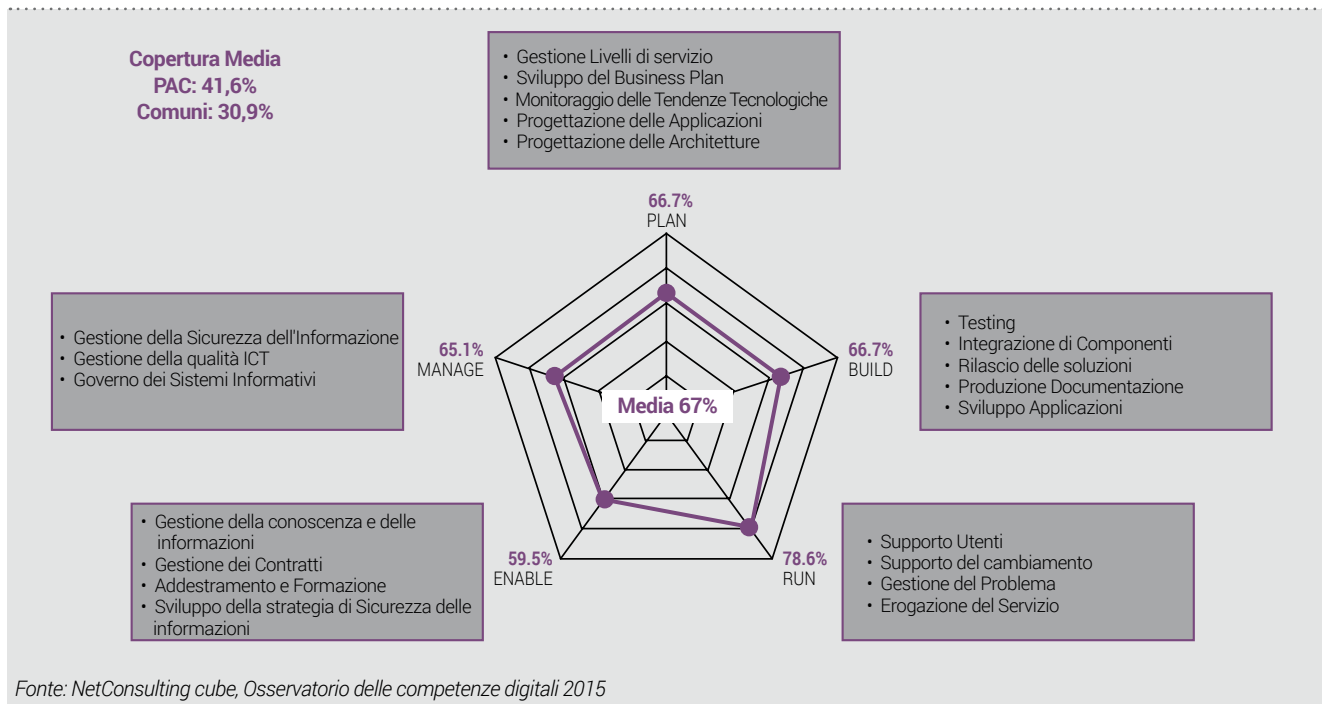 Copertura Media
PAC: 41,6%
Comuni: 30,9%
• Gestione Livelli di servizio
• Sviluppo del Business Plan
• Monitoraggio delle Tendenze Tecnologiche
• Progettazione delle Applicazioni
• Progettazione delle Architetture
66.7%
PLAN
• Gestione della Sicurezza dell'Informazione
• Gestione della qualità ICT
• Governo dei Sistemi Informativi
65.1%
MANAGE
Media 67%
66.7%
BUILD
• Testing
• Integrazione di Componenti
• Rilascio delle soluzioni
• Produzione Documentazione
• Sviluppo Applicazioni
• Gestione della conoscenza e delle
informazioni
• Gestione dei Contratti
• Addestramento e Formazione
• Sviluppo della strategia di Sicurezza delle
informazioni
59.5%
ENABLE
78.6%
RUN
• Supporto Utenti
• Supporto del cambiamento
• Gestione del Problema
• Erogazione del Servizio
Fonte: NetConsulting cube, Osservatorio delle competenze digitali 2015